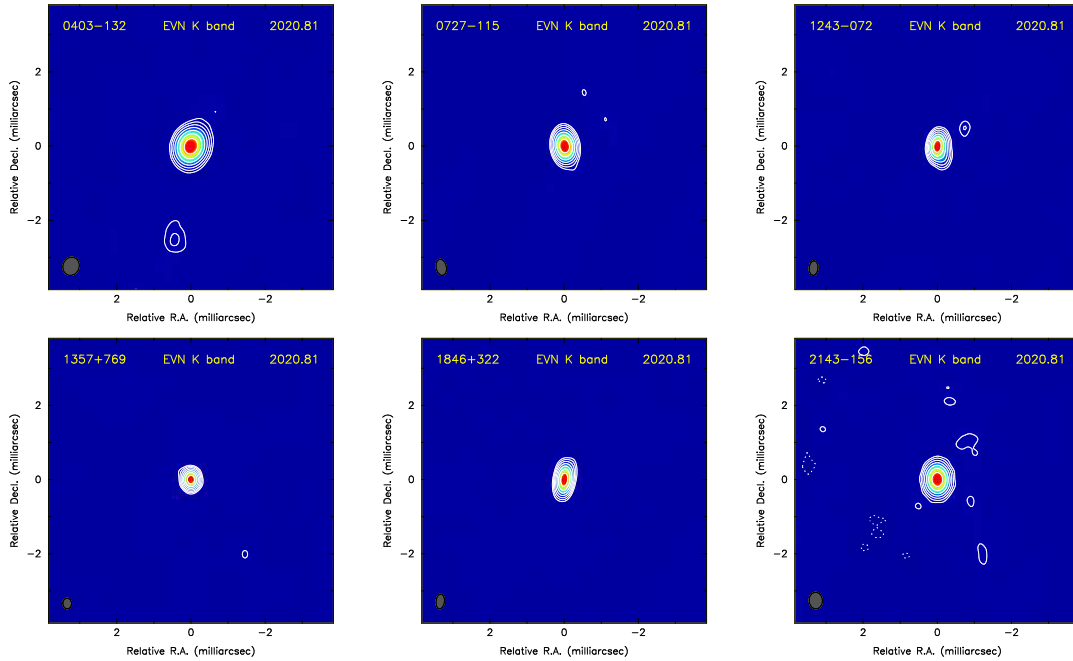 0403−132 EVN K band 2020.81
Relative Decl. (milliarcsec)
2
0
−2
2 0 −2
Relative R.A. (milliarcsec)
0727−115 EVN K band 2020.81
Relative Decl. (milliarcsec)
2
0
−2
2 0 −2
Relative R.A. (milliarcsec)
1243−072 EVN K band 2020.81
Relative Decl. (milliarcsec)
2
0
−2
2 0 −2
Relative R.A. (milliarcsec)
1357+769 EVN K band 2020.81
Relative Decl. (milliarcsec)
2
0
−2
2 0 −2
Relative R.A. (milliarcsec)
1846+322 EVN K band 2020.81
Relative Decl. (milliarcsec)
2
0
−2
2 0 −2
Relative R.A. (milliarcsec)
2143−156 EVN K band 2020.81
Relative Decl. (milliarcsec)
2
0
−2
2 0 −2
Relative R.A. (milliarcsec)